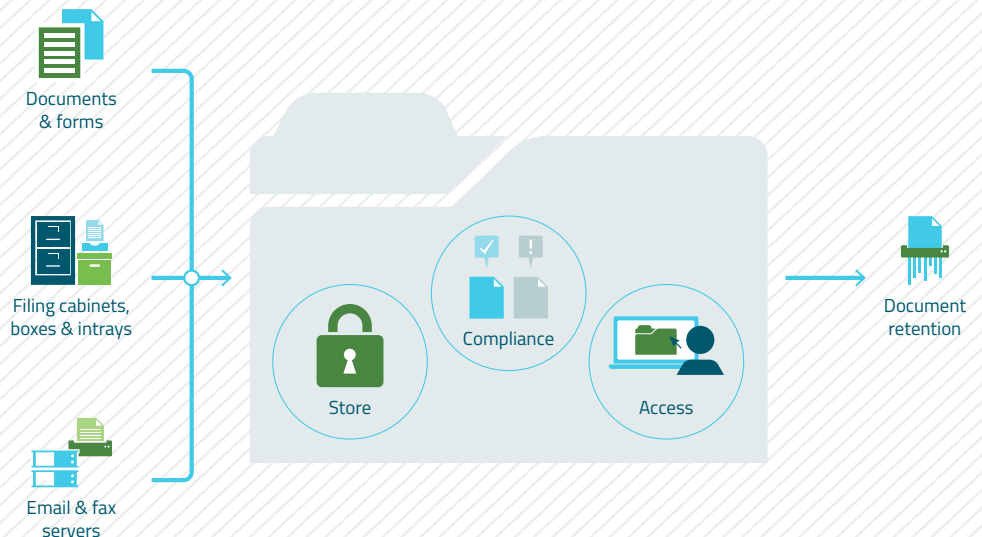 Documents
& forms
Filing cabinets,
boxes & intrays
Email & fax
servers
Store
Compliance
Access
Document
retention